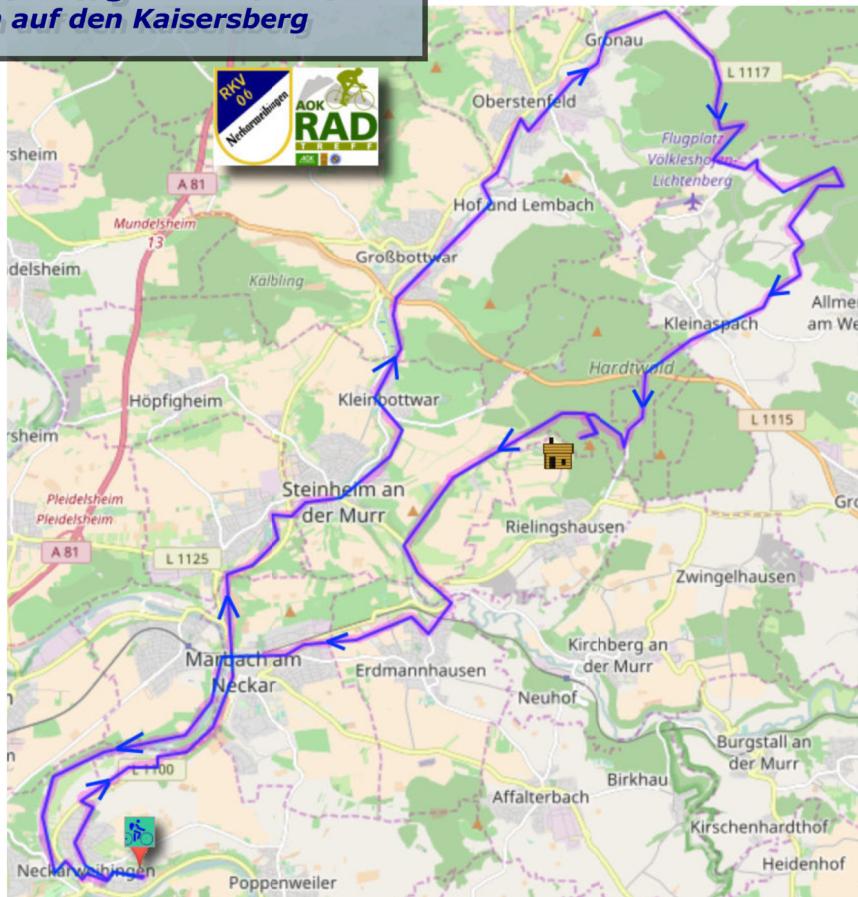 auf den Kaisersberg
RKV
06
Neckarweihingen
AOK
RAD
TREFF
AOK
Gronau
L 1117
Oberstenfeld
Flugplatz
Völkleshofen-
Lichtenberg
rsheim
A 81
Mundelsheim
13
Hof und Lembach
Großbottwar
delsheim
Kälbling
Kleinaspach
Allme
am We
Hardtwald
Höpfigheim
Kleinbottwar
L 1115
rsheim
Steinheim an
der Murr
Pleidelsheim
Pleidelsheim
Rielingshausen
Gro
A 81
L 1125
Zwingelhausen
Kirchberg an
der Murr
Marbach am
Neckar
Erdmannhausen
Neuhof
Burgstall an
der Murr
L 1100
Birkhau
Affalterbach
Kirschenhardthof
Neckarweihingen
Poppenweiler
Heidenhof